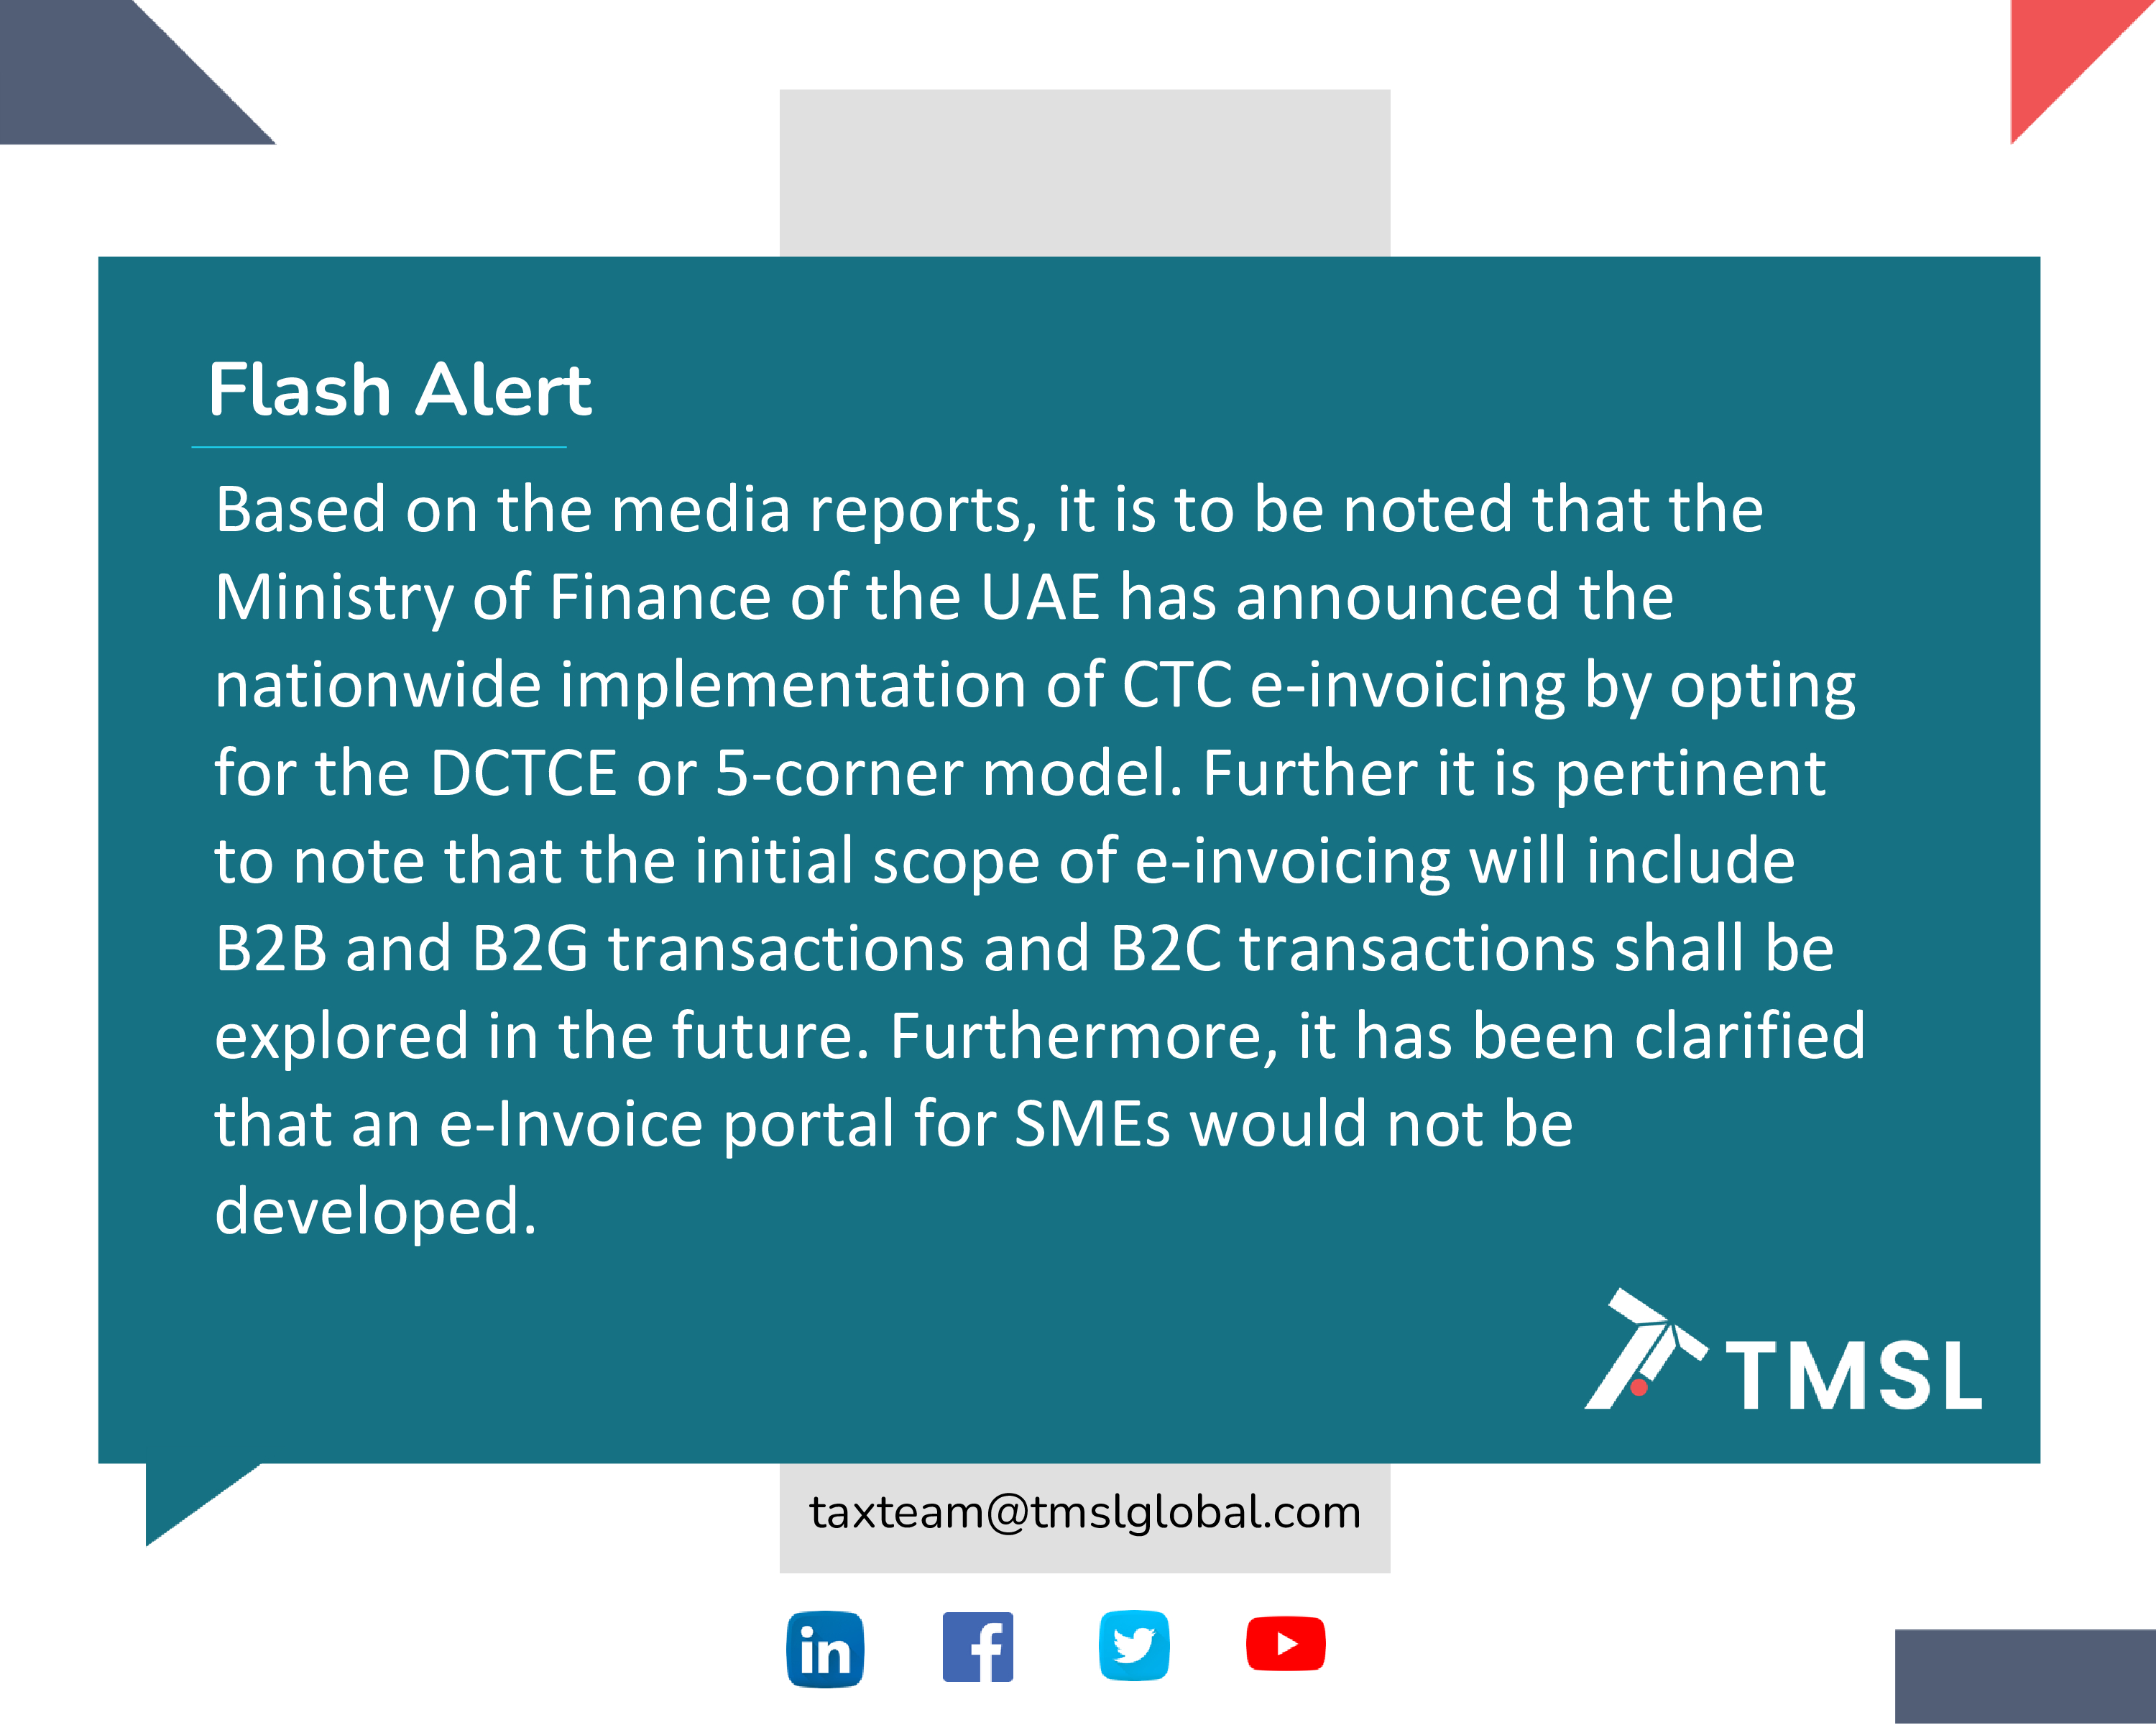 Flash Alert
Based on the media reports, it is to be noted that the
Ministry of Finance of the UAE has announced the
nationwide implementation of CTC e-invoicing by opting
for the DCTCE or 5-corner model. Further it is pertinent
to note that the initial scope of e-invoicing will include
B2B and B2G transactions and B2C transactions shall be
explored in the future. Furthermore, it has been clarified
that an e-Invoice portal for SMEs would not be
developed.
TMSL
taxteam@tmslglobal.com
in
f